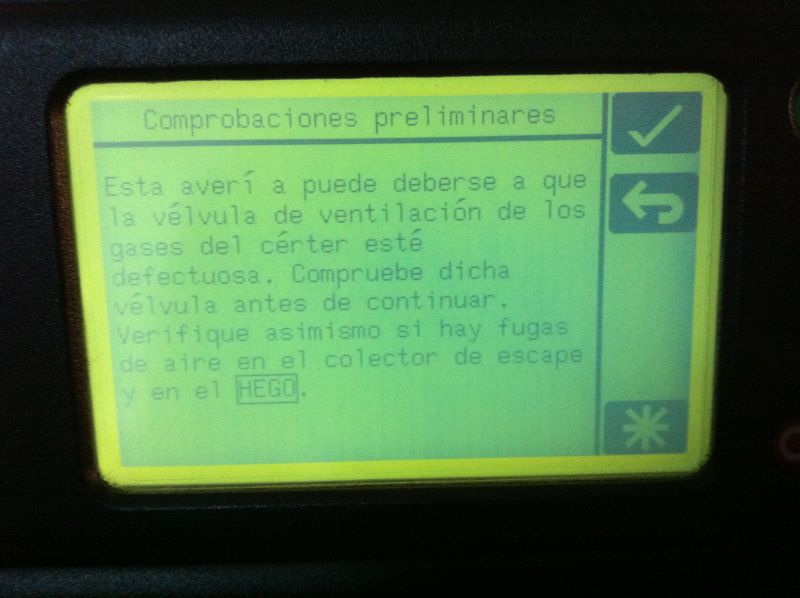 Comprobaciones preliminares
Esta averí a puede deberse a que
la vélvula de ventilación de los
gases del cérter esté
defectuosa. Compruebe dicha
vélvula antes de continuar.
Verifique asimismo si hay fugas
de aire en el colector de escape
y en el HEGO.